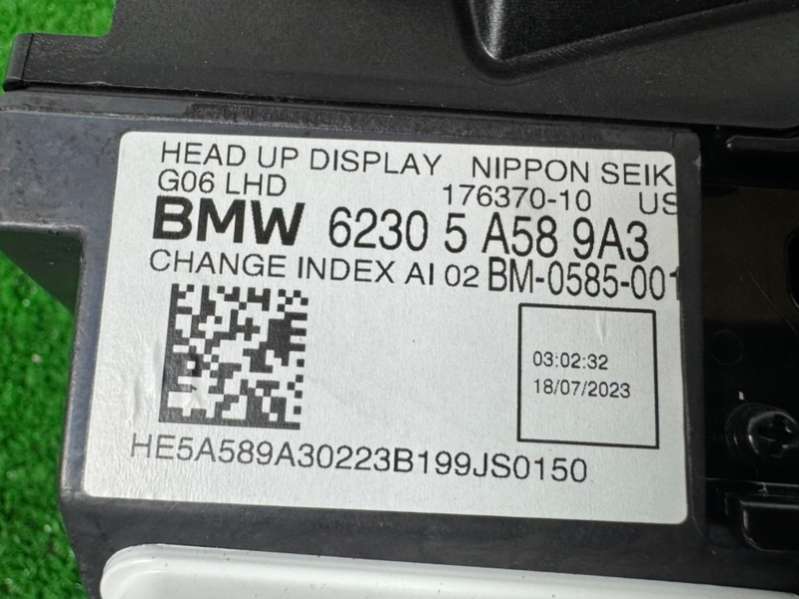 HEAD UP DISPLAY NIPPON SEIK
G06 LHD 176370-10 US
BMW 6230 5 A58 9A3
CHANGE INDEX AI 02 BM-0585-001
03:02:32
18/07/2023
HE5A589A30223B199JS0150